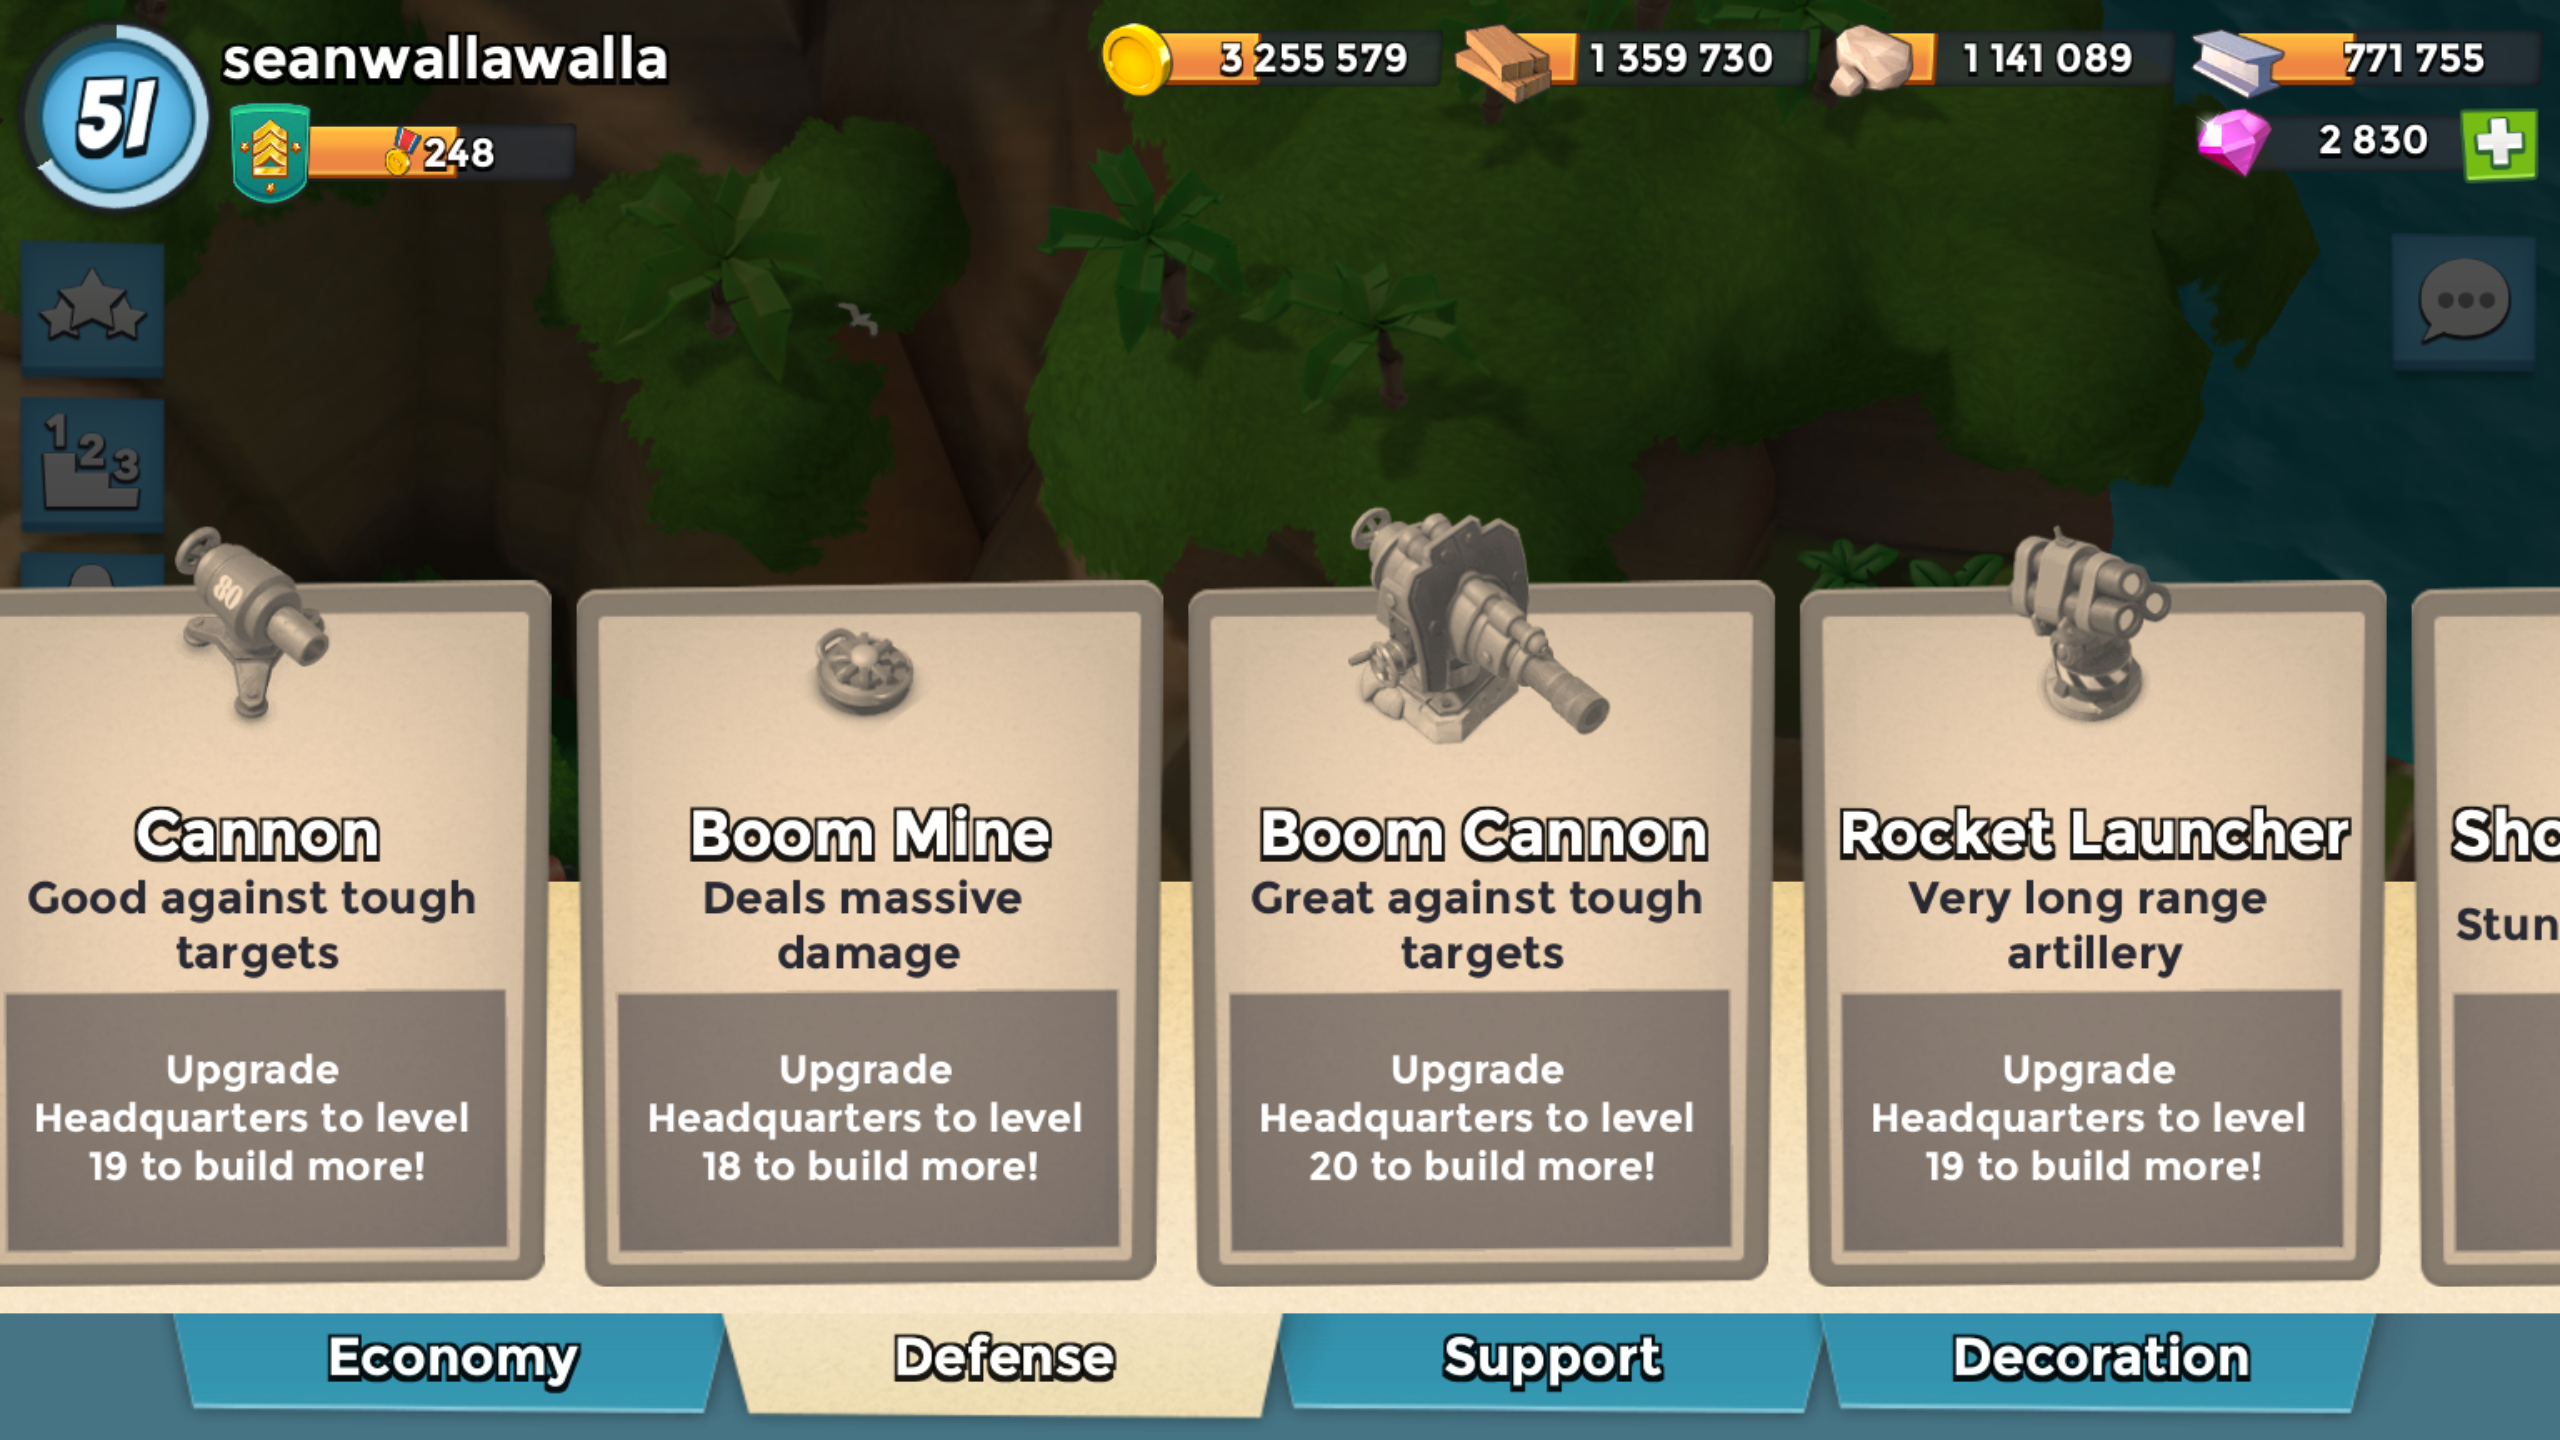 51
seanwallawalla
248
3 255 579
1 359 730
1 141 089
771 755
2 830
1 2 3
80
Cannon
Good against tough
targets
Upgrade
Headquarters to level
19 to build more!
Boom Mine
Deals massive
damage
Upgrade
Headquarters to level
18 to build more!
Boom Cannon
Great against tough
targets
Upgrade
Headquarters to level
20 to build more!
Rocket Launcher
Very long range
artillery
Upgrade
Headquarters to level
19 to build more!
Sho
Stun
Economy
Defense
Support
Decoration